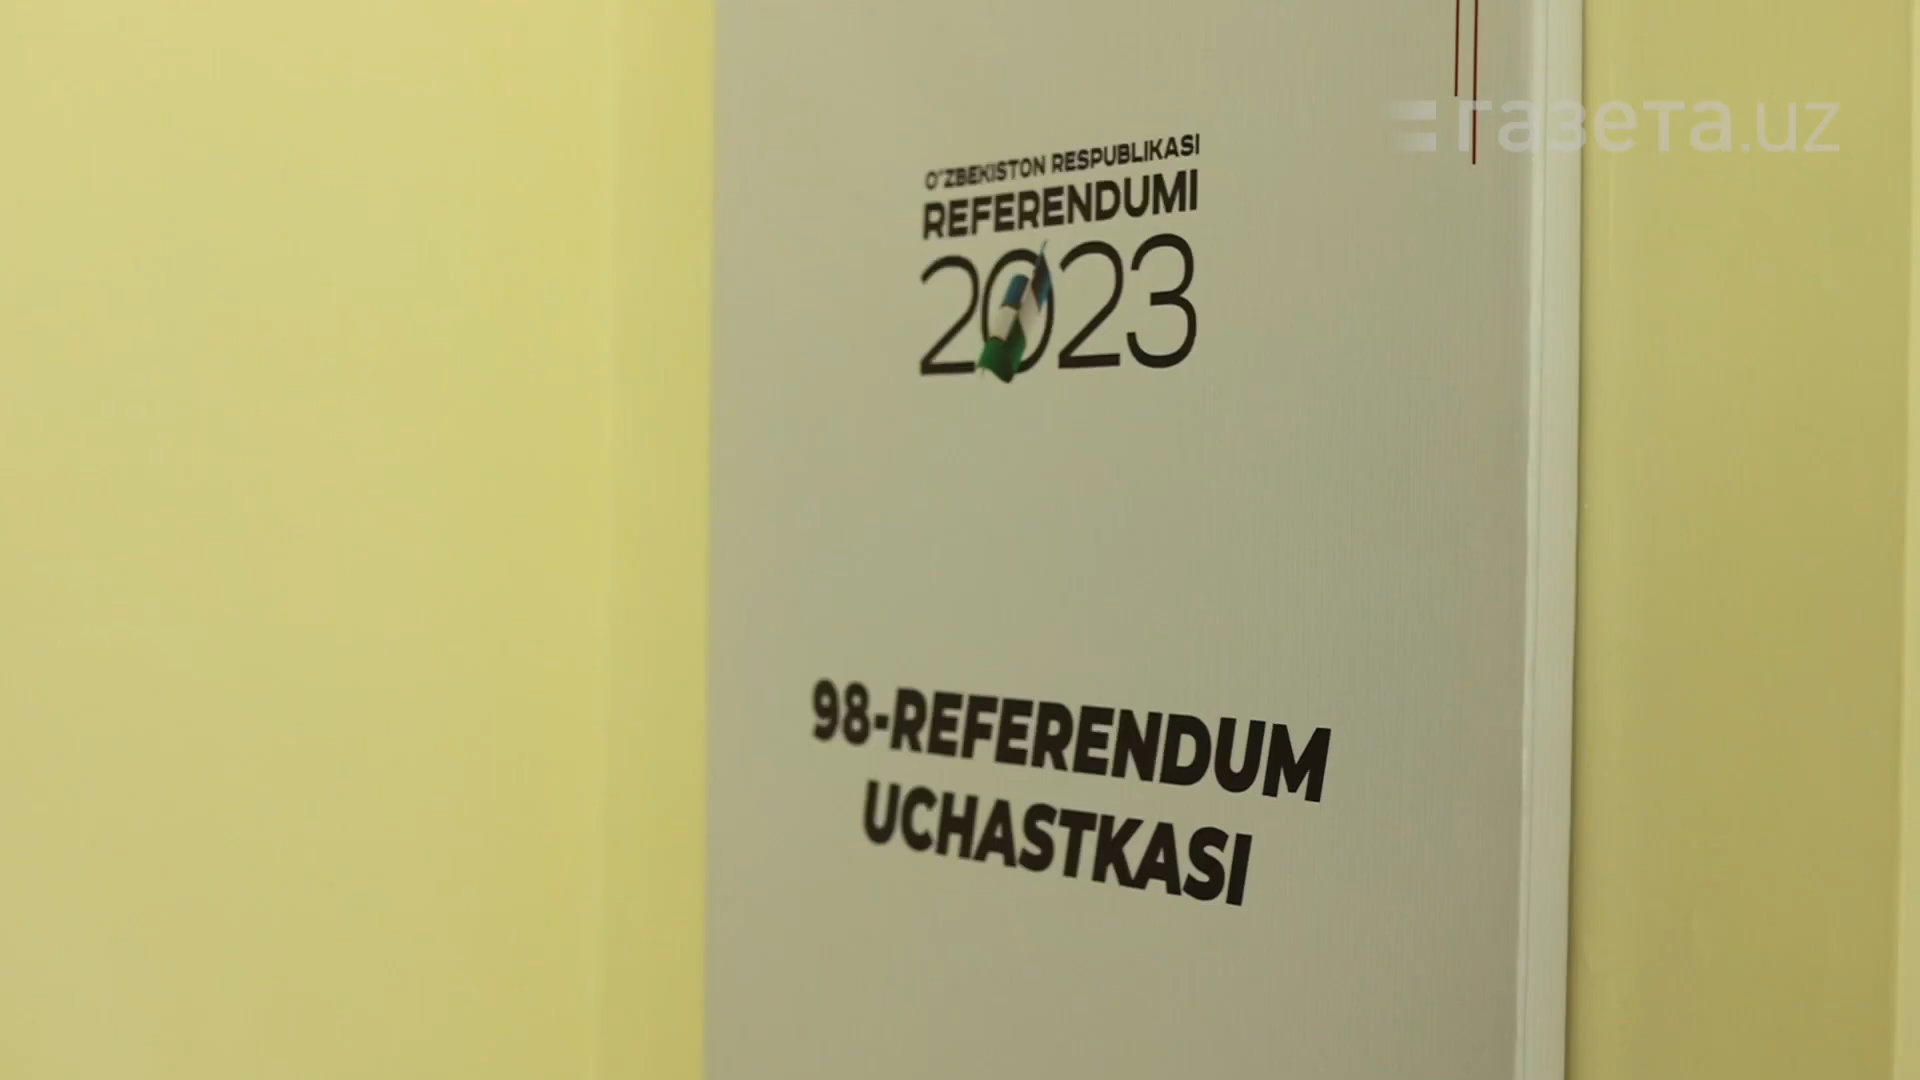 газета.uz
O‘ZBEKISTON RESPUBLIKASI
REFERENDUMI
2023
98-REFERENDUM
UCHASTKASI